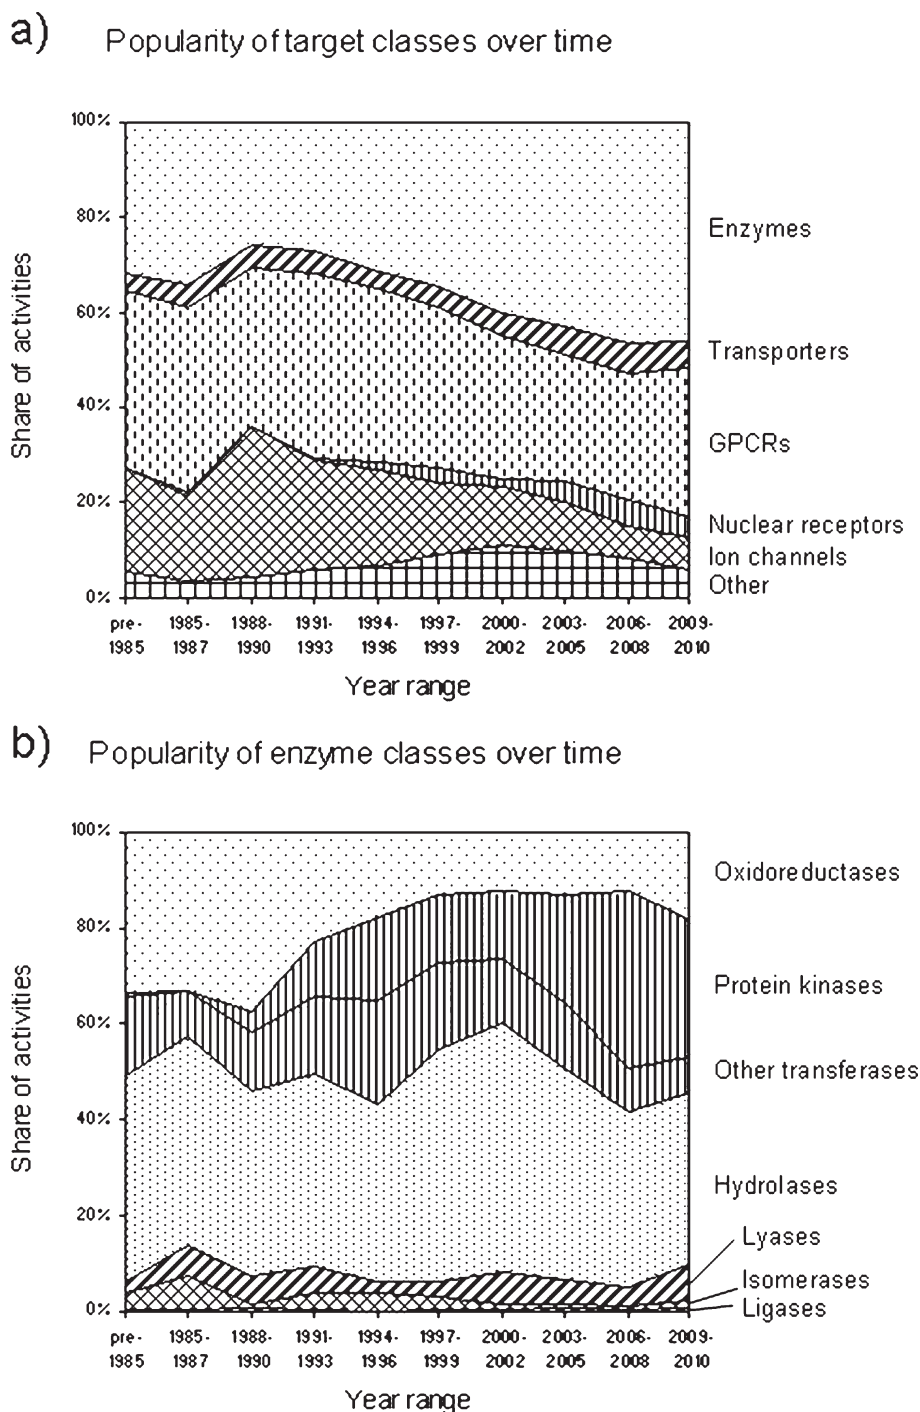 a) Popularity of target classes over time
100%
80%
60%
40%
20%
0%
Share of activities
Enzymes
Transporters
GPCRs
Nuclear receptors
Ion channels
Other
pre- 1985- 1988- 1991- 1994- 1997- 2000- 2003- 2006- 2009-
1985 1987 1990 1993 1996 1999 2002 2005 2008 2010
Year range
b) Popularity of enzyme classes over time
100%
80%
60%
40%
20%
0%
Share of activities
Oxidoreductases
Protein kinases
Other transferases
Hydrolases
Lyases
Isomerases
Ligases
pre- 1985- 1988- 1991- 1994- 1997- 2000- 2003- 2006- 2009-
1985 1987 1990 1993 1996 1999 2002 2005 2008 2010
Year range